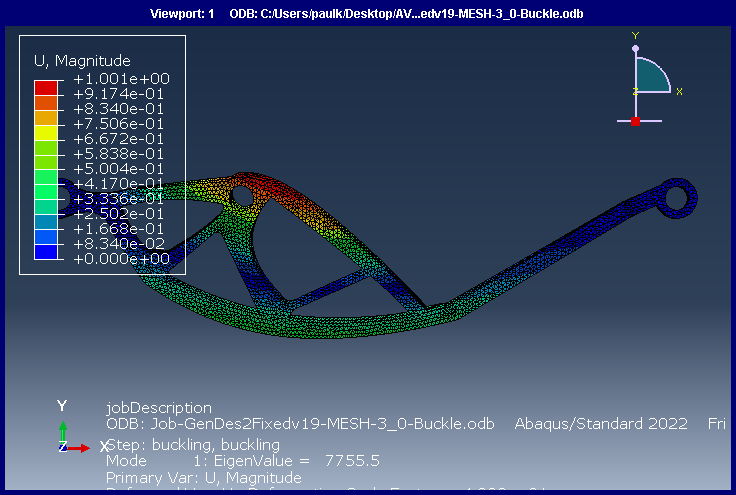 Viewport: 1 ODB: C:/Users/paulk/Desktop/AV...edv19-MESH-3_0-Buckle.odb
U, Magnitude
+1.001e+00
+9.174e-01
+8.340e-01
+7.506e-01
+6.672e-01
+5.838e-01
+5.004e-01
+4.170e-01
+3.336e-01
+2.502e-01
+1.668e-01
+8.340e-02
+0.000e+00
Y
Z X
Y
Z X
jobDescription
ODB: Job-GenDes2Fixedv19-MESH-3_0-Buckle.odb Abaqus/Standard 2022 Fri
Step: buckling, buckling
Mode 1: EigenValue = 7755.5
Primary Var: U, Magnitude